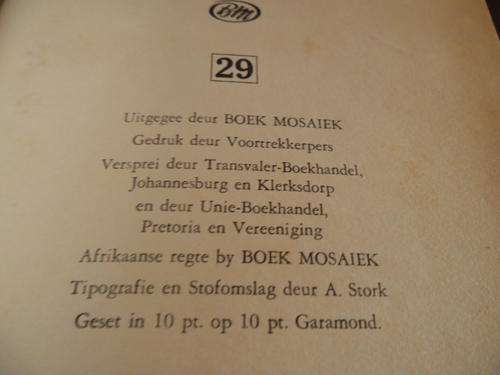 BM
29
Uitgegee deur BOEK MOSAIEK
Gedruk deur Voortrekkerpers
Versprei deur Transvaler-Boekhandel,
Johannesburg en Klerksdorp
en deur Unie-Boekhandel,
Pretoria en Vereeniging
Afrikaanse regte by BOEK MOSAIEK
Tipografie en Stofomslag deur A. Stork
Geset in 10 pt. op 10 pt. Garamond.